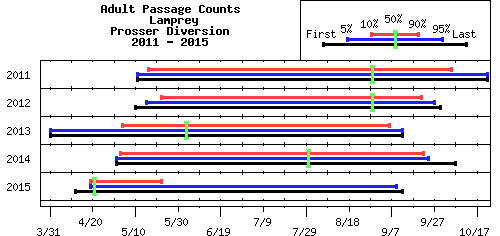 Adult Passage Counts
Lamprey
Prosser Diversion
2011 - 2015
First 5% 10% 50% 90% 95% Last
2011
2012
2013
2014
2015
3/31 4/20 5/10 5/30 6/19 7/9 7/29 8/18 9/7 9/27 10/17